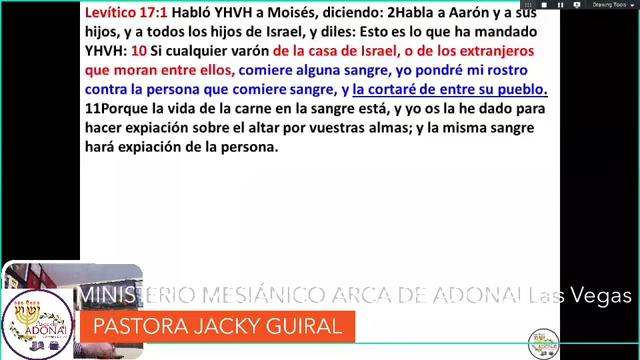 Drawing Tools
Levítico 17:1 Habló YHVH a Moisés, diciendo: 2Habla a Aarón y a sus
hijos, y a todos los hijos de Israel, y diles: Esto es lo que ha mandado
YHVH: 10 Si cualquier varón de la casa de Israel, o de los extranjeros
que moran entre ellos, comiere alguna sangre, yo pondré mi rostro
contra la persona que comiere sangre, y la cortaré de entre su pueblo.
11Porque la vida de la carne en la sangre está, y yo os la he dado para
hacer expiación sobre el altar por vuestras almas; y la misma sangre
hará expiación de la persona.
MINISTERIO MESIÁNICO ARCA DE ADONAI Las Vegas
PASTORA JACKY GUIRAL
Arca de
ADONAI